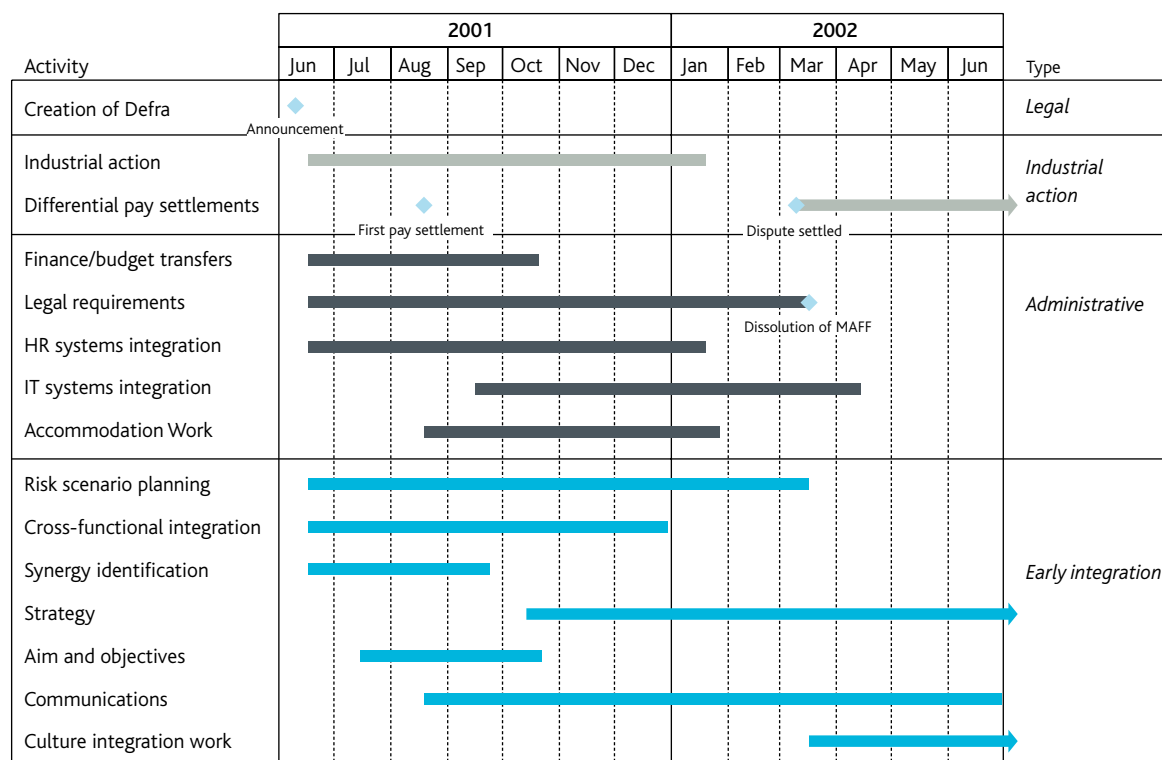 2001 2002
Activity Jun Jul Aug Sep Oct Nov Dec Jan Feb Mar Apr May Jun Type
Creation of Defra Legal
Announcement
Industrial action Industrial
action
Differential pay settlements
First pay settlement Dispute settled
Finance/budget transfers
Legal requirements Administrative
Dissolution of MAFF
HR systems integration
IT systems integration
Accommodation Work
Risk scenario planning
Cross-functional integration
Synergy identification Early integration
Strategy
Aim and objectives
Communications
Culture integration work